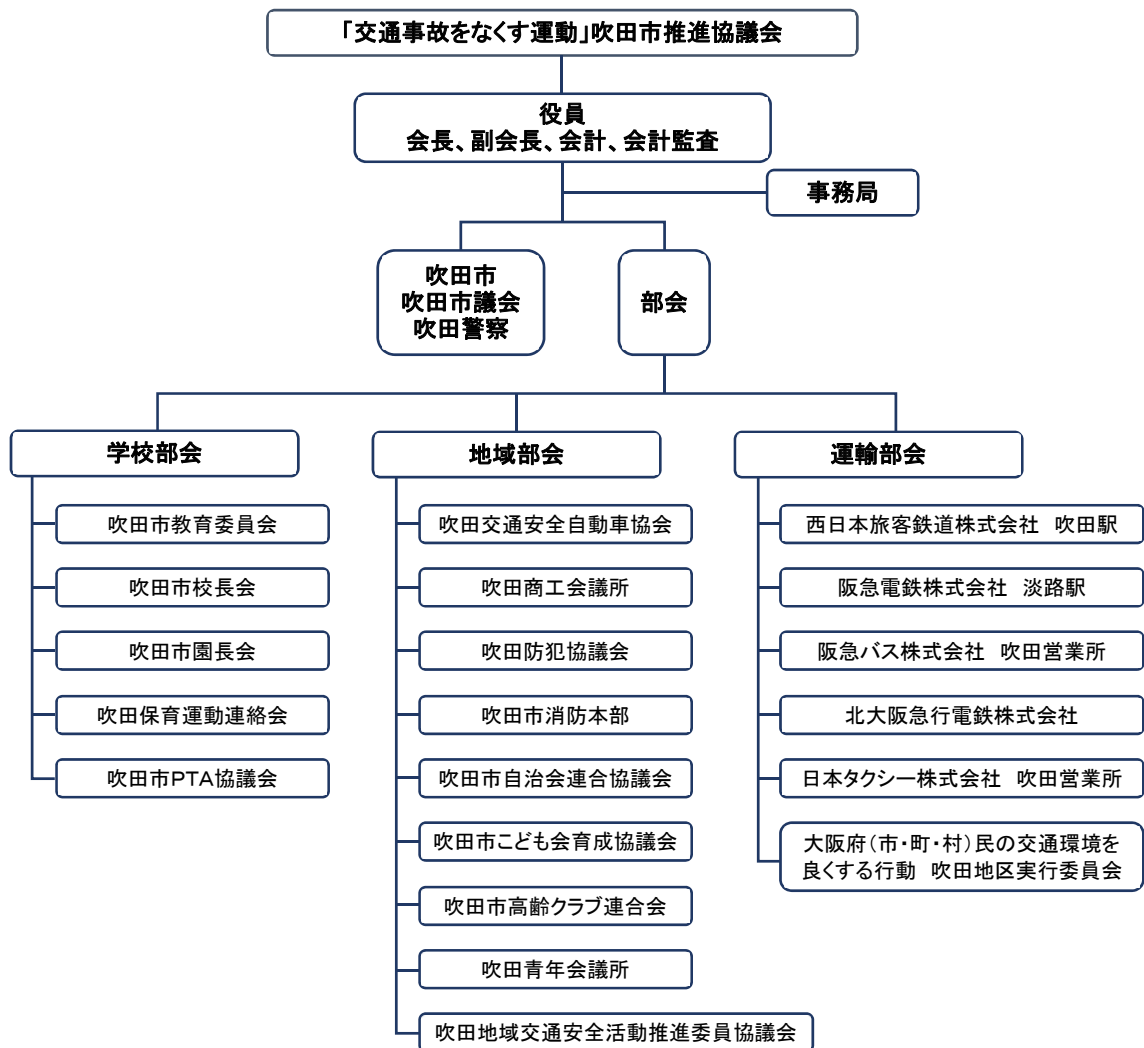 「交通事故をなくす運動」吹田市推進協議会
役員
会長、副会長、会計、会計監査
事務局
吹田市
吹田市議会
吹田警察
部会
学校部会
吹田市教育委員会
吹田市校長会
吹田市園長会
吹田保育運動連絡会
吹田市PTA協議会
地域部会
吹田交通安全自動車協会
吹田商工会議所
吹田防犯協議会
吹田市消防本部
吹田市自治会連合協議会
吹田市こども会育成協議会
吹田市高齢クラブ連合会
吹田青年会議所
吹田地域交通安全活動推進委員協議会
運輸部会
西日本旅客鉄道株式会社 吹田駅
阪急電鉄株式会社 淡路駅
阪急バス株式会社 吹田営業所
北大阪急行電鉄株式会社
日本タクシー株式会社 吹田営業所
大阪府(市・町・村)民の交通環境を
良くする行動 吹田地区実行委員会